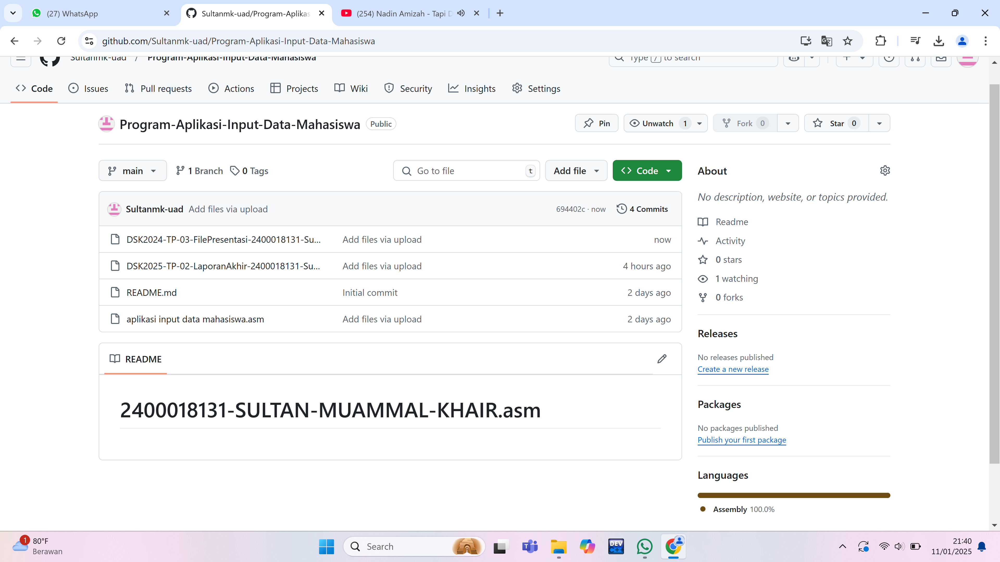 (27) WhatsApp
Sultanmk-uad/Program-Aplikas
(254) Nadin Amizah - Tapi D
github.com/Sultanmk-uad/Program-Aplikasi-Input-Data-Mahasiswa
Sultanmk-uad / Program-Aplikasi-Input-Data-Mahasiswa
Type / to search
Code Issues Pull requests Actions Projects Wiki Security Insights Settings
Program-Aplikasi-Input-Data-Mahasiswa Public
Pin Unwatch 1 Fork 0 Star 0
main 1 Branch 0 Tags
Go to file t Add file Code
Sultanmk-uad Add files via upload 694402c · now 4 Commits
DSK2024-TP-03-FilePresentasi-2400018131-Su... Add files via upload now
DSK2025-TP-02-LaporanAkhir-2400018131-Su... Add files via upload 4 hours ago
README.md Initial commit 2 days ago
aplikasi input data mahasiswa.asm Add files via upload 2 days ago
README
2400018131-SULTAN-MUAMMAL-KHAIR.asm
About
No description, website, or topics provided.
Readme
Activity
0 stars
1 watching
0 forks
Releases
No releases published
Create a new release
Packages
No packages published
Publish your first package
Languages
Assembly 100.0%
1
80°F
Berawan
Search
T
DEV
C++
21:40
11/01/2025